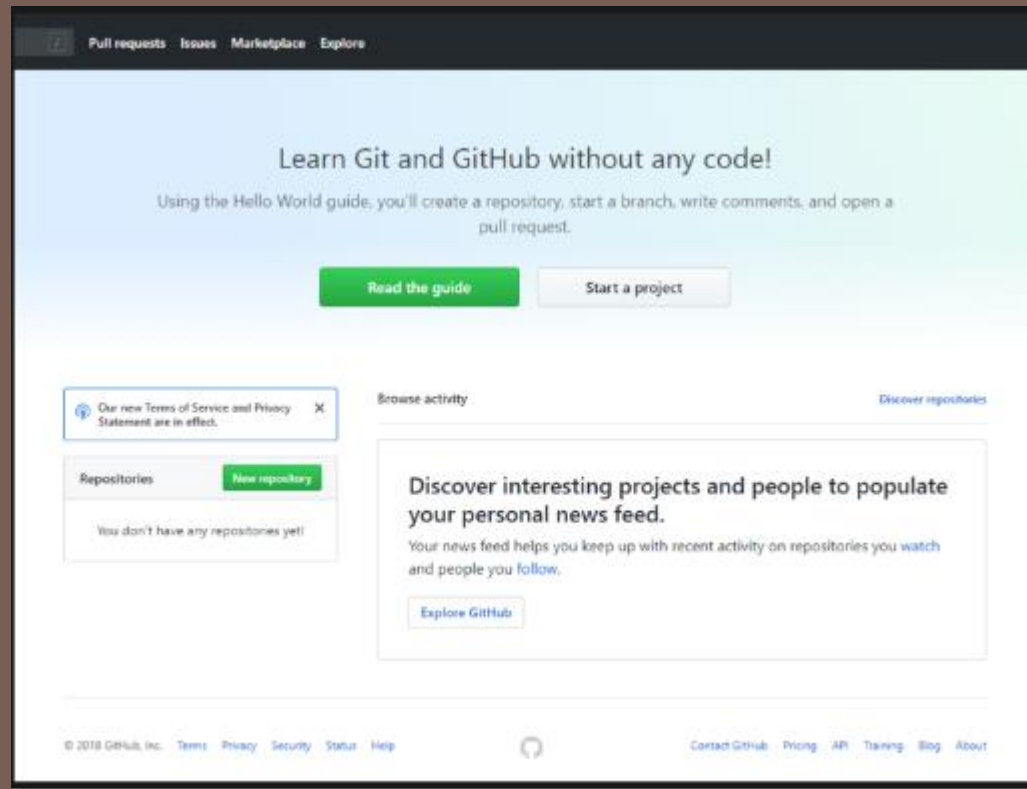 /
Pull requests Issues Marketplace Explore
Learn Git and GitHub without any code!
Using the Hello World guide, you'll create a repository, start a branch, write comments, and open a
pull request.
Read the guide Start a project
Our new Terms of Service and Privacy
Statement are in effect.
Repositories New repository
You don't have any repositories yet!
Browse activity Discover repositories
Discover interesting projects and people to populate
your personal news feed.
Your news feed helps you keep up with recent activity on repositories you watch
and people you follow.
Explore GitHub
© 2018 GitHub, Inc. Terms Privacy Security Status Help Contact GitHub Pricing API Training Blog About